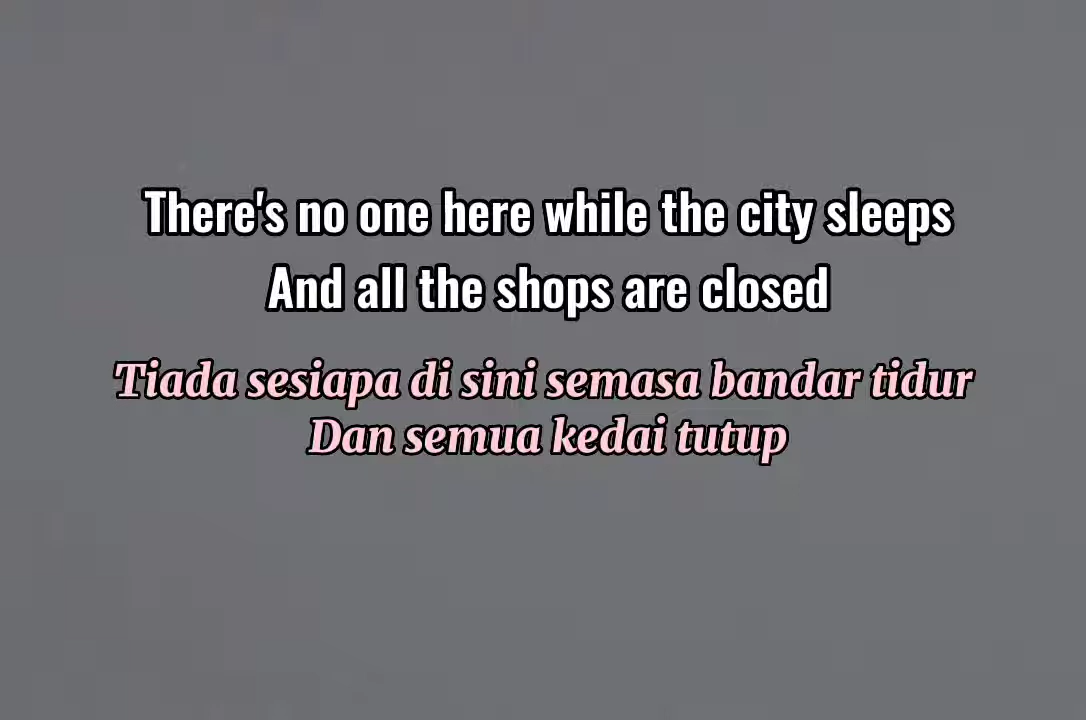 There's no one here while the city sleeps
And all the shops are closed
Tiada sesiapa di sini semasa bandar tidur
Dan semua kedai tutup